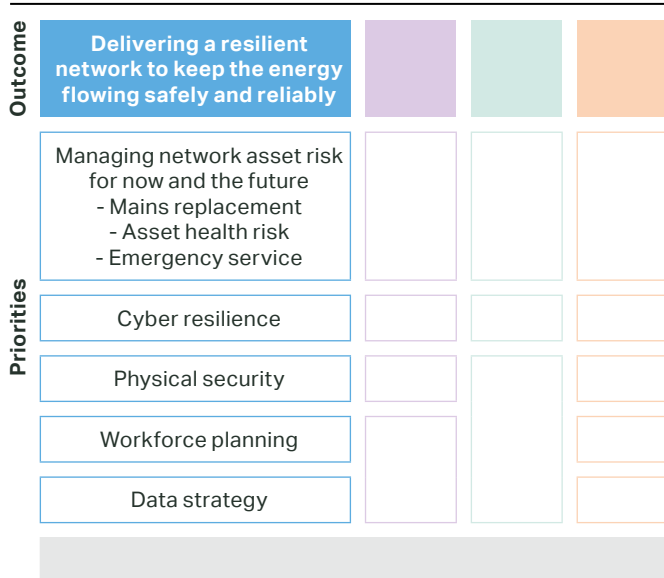 Outcome
Delivering a resilient
network to keep the energy
flowing safely and reliably
Priorities
Managing network asset risk
for now and the future
- Mains replacement
- Asset health risk
- Emergency service
Cyber resilience
Physical security
Workforce planning
Data strategy